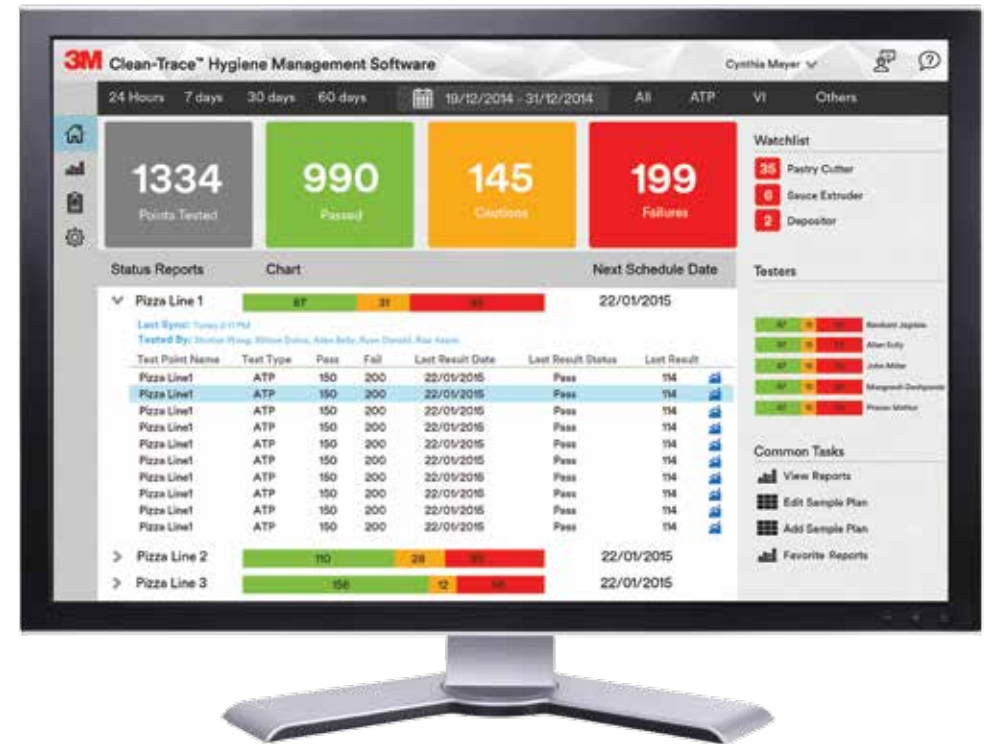 3M Clean-Trace™ Hygiene Management Software Cynthia Meyer
24 Hours 7 days 30 days 60 days 19/12/2014 - 31/12/2014 All ATP VI Others
1334
Points Tested
990
Passed
145
Cautions
199
Failures
Watchlist
35 Pastry Cutter
6 Sauce Extruder
2 Depositor
Status Reports Chart Next Schedule Date
Pizza Line 1 67 31 22/01/2015
Last Sync: Today
Tested By:
Test Point Name Test Type Pass Fail Last Result Date Last Result Status Last Result
Pizza Line1 ATP 150 200 22/01/2015 Pass 114
Pizza Line1 ATP 150 200 22/01/2015 Pass 114
Pizza Line1 ATP 150 200 22/01/2015 Pass 114
Pizza Line1 ATP 150 200 22/01/2015 Pass 114
Pizza Line1 ATP 150 200 22/01/2015 Pass 114
Pizza Line1 ATP 150 200 22/01/2015 Pass 114
Pizza Line1 ATP 150 200 22/01/2015 Pass 114
Pizza Line1 ATP 150 200 22/01/2015 Pass 114
Pizza Line1 ATP 150 200 22/01/2015 Pass 114
Pizza Line1 ATP 150 200 22/01/2015 Pass 114
Pizza Line 2 110 28 22/01/2015
Pizza Line 3 156 12 22/01/2015
Testers
Allan Kelly
John Miller
Common Tasks
View Reports
Edit Sample Plan
Add Sample Plan
Favorite Reports